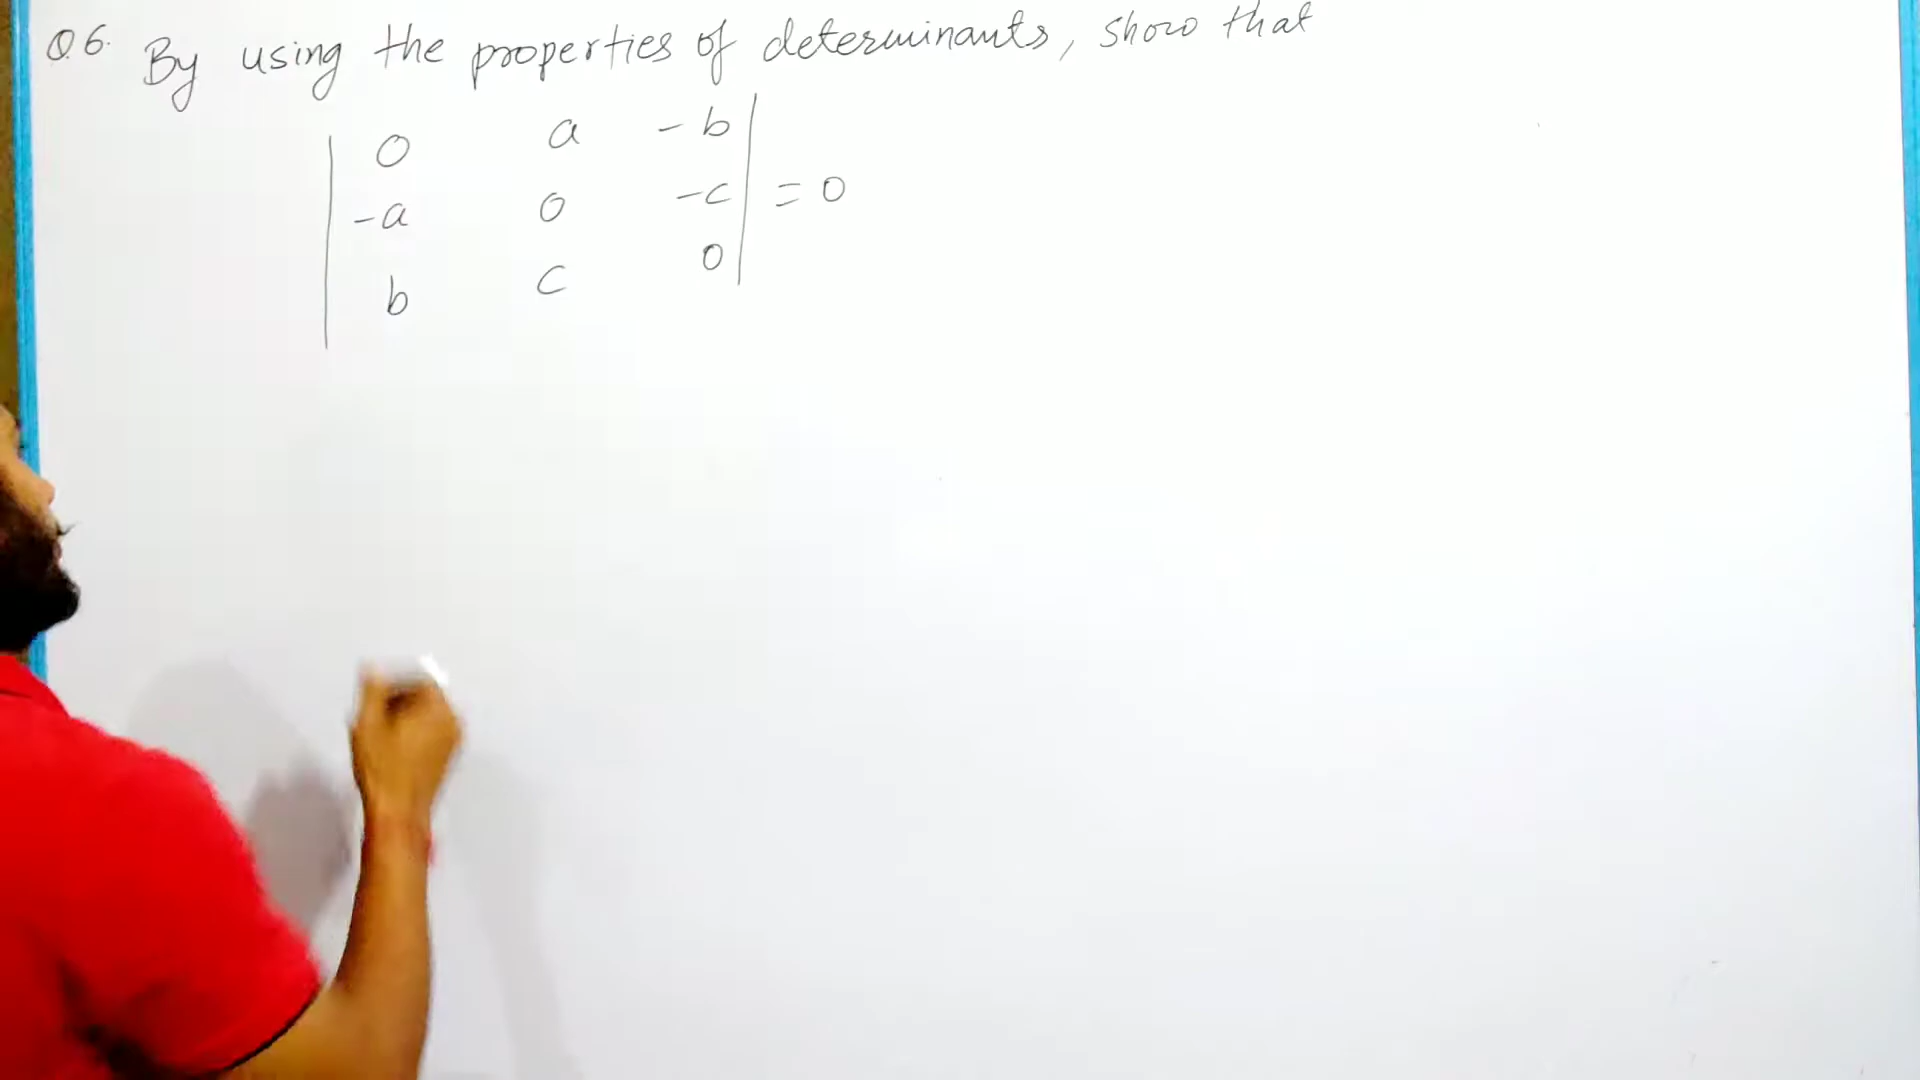 Q6. By using the properties of determinants, show that
| 0 a -b |
| -a 0 -c | = 0
| b c 0 |